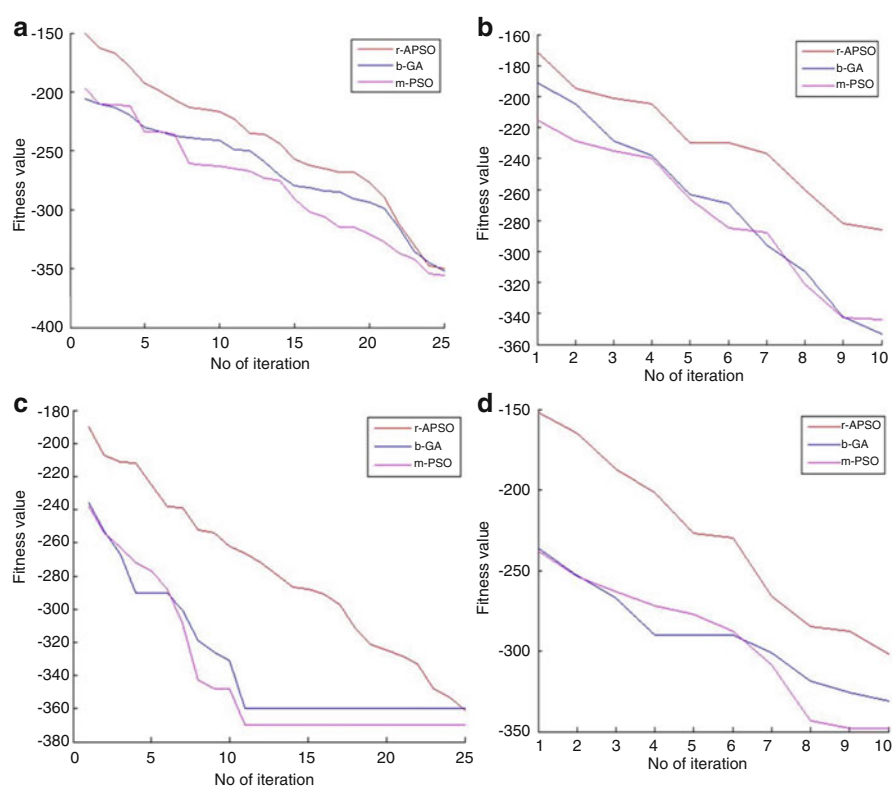 a
-150
-200
-250
-300
-350
-400
Fitness value
0 5 10 15 20 25
No of iteration
r-APSO
b-GA
m-PSO
b
-160
-180
-200
-220
-240
-260
-280
-300
-320
-340
-360
Fitness value
1 2 3 4 5 6 7 8 9 10
No of iteration
r-APSO
b-GA
m-PSO
c
-180
-200
-220
-240
-260
-280
-300
-320
-340
-360
-380
Fitness value
0 5 10 15 20 25
No of iteration
r-APSO
b-GA
m-PSO
d
-150
-200
-250
-300
-350
Fitness value
1 2 3 4 5 6 7 8 9 10
No of iteration
r-APSO
b-GA
m-PSO